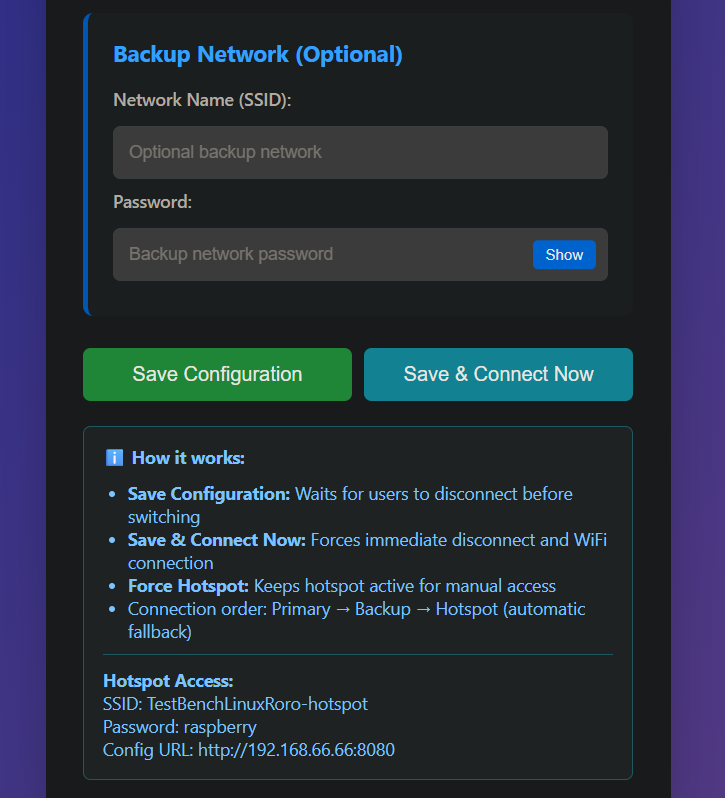 Backup Network (Optional)
Network Name (SSID):
Optional backup network
Password:
Backup network password
Show
Save Configuration
Save & Connect Now
ℹ️ How it works:
• Save Configuration: Waits for users to disconnect before
switching
• Save & Connect Now: Forces immediate disconnect and WiFi
connection
• Force Hotspot: Keeps hotspot active for manual access
• Connection order: Primary → Backup → Hotspot (automatic
fallback)
Hotspot Access:
SSID: TestBenchLinuxRoro-hotspot
Password: raspberry
Config URL: http://192.168.66.66:8080